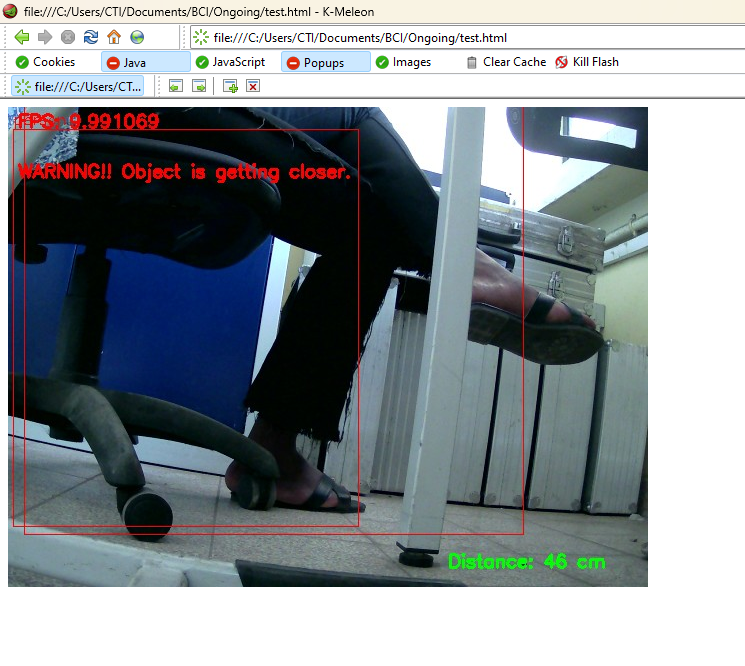 file:///C:/Users/CTI/Documents/BCI/Ongoing/test.html - K-Meleon
file:///C:/Users/CTI/Documents/BCI/Ongoing/test.html
Cookies Java JavaScript Popups Images Clear Cache Kill Flash
file:///C:/Users/CT...
FPS: 9.991069
WARNING!! Object is getting closer.
Distance: 46 cm